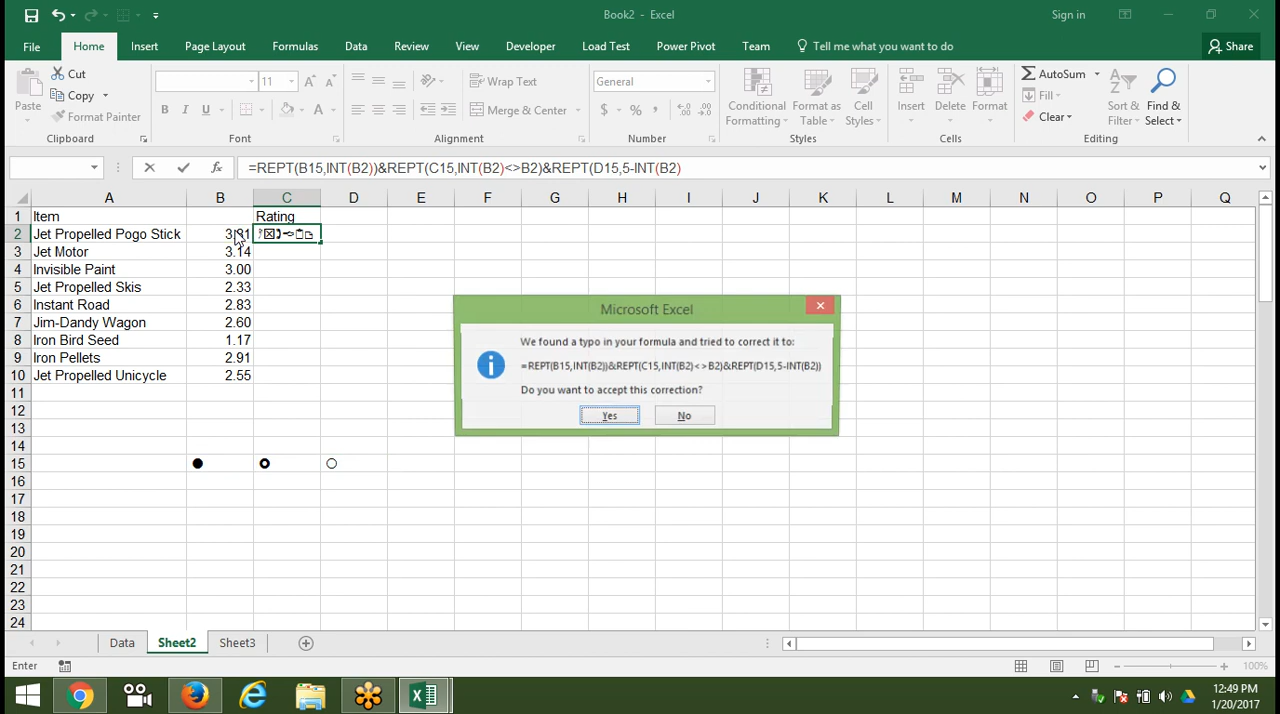 Book2 - Excel
Sign in
File Home Insert Page Layout Formulas Data Review View Developer Load Test Power Pivot Team Tell me what you want to do Share
Paste
Cut
Copy
Format Painter
Clipboard
11
B I U
Font
Wrap Text
Merge & Center
Alignment
General
$ % ,
Number
Conditional Formatting
Format as Table
Cell Styles
Styles
Insert
Delete
Format
Cells
AutoSum
Fill
Clear
Sort & Filter
Find & Select
Editing
fx =REPT(B15,INT(B2))&REPT(C15,INT(B2)<>B2)&REPT(D15,5-INT(B2)
A B C D E F G H I J K L M N O P Q
1 Item Rating
2 Jet Propelled Pogo Stick
3 Jet Motor 3.14
4 Invisible Paint 3.00
5 Jet Propelled Skis 2.33
6 Instant Road 2.83
7 Jim-Dandy Wagon 2.60
8 Iron Bird Seed 1.17
9 Iron Pellets 2.91
10 Jet Propelled Unicycle 2.55
11
12
13
14
15 ● ○
16
17
18
19
20
21
22
23
24
Microsoft Excel
We found a typo in your formula and tried to correct it to:
=REPT(B15,INT(B2))&REPT(C15,INT(B2)<>B2)&REPT(D15,5-INT(B2))
Do you want to accept this correction?
Yes No
Data Sheet2 Sheet3
Enter
100%
12:49 PM
1/20/2017